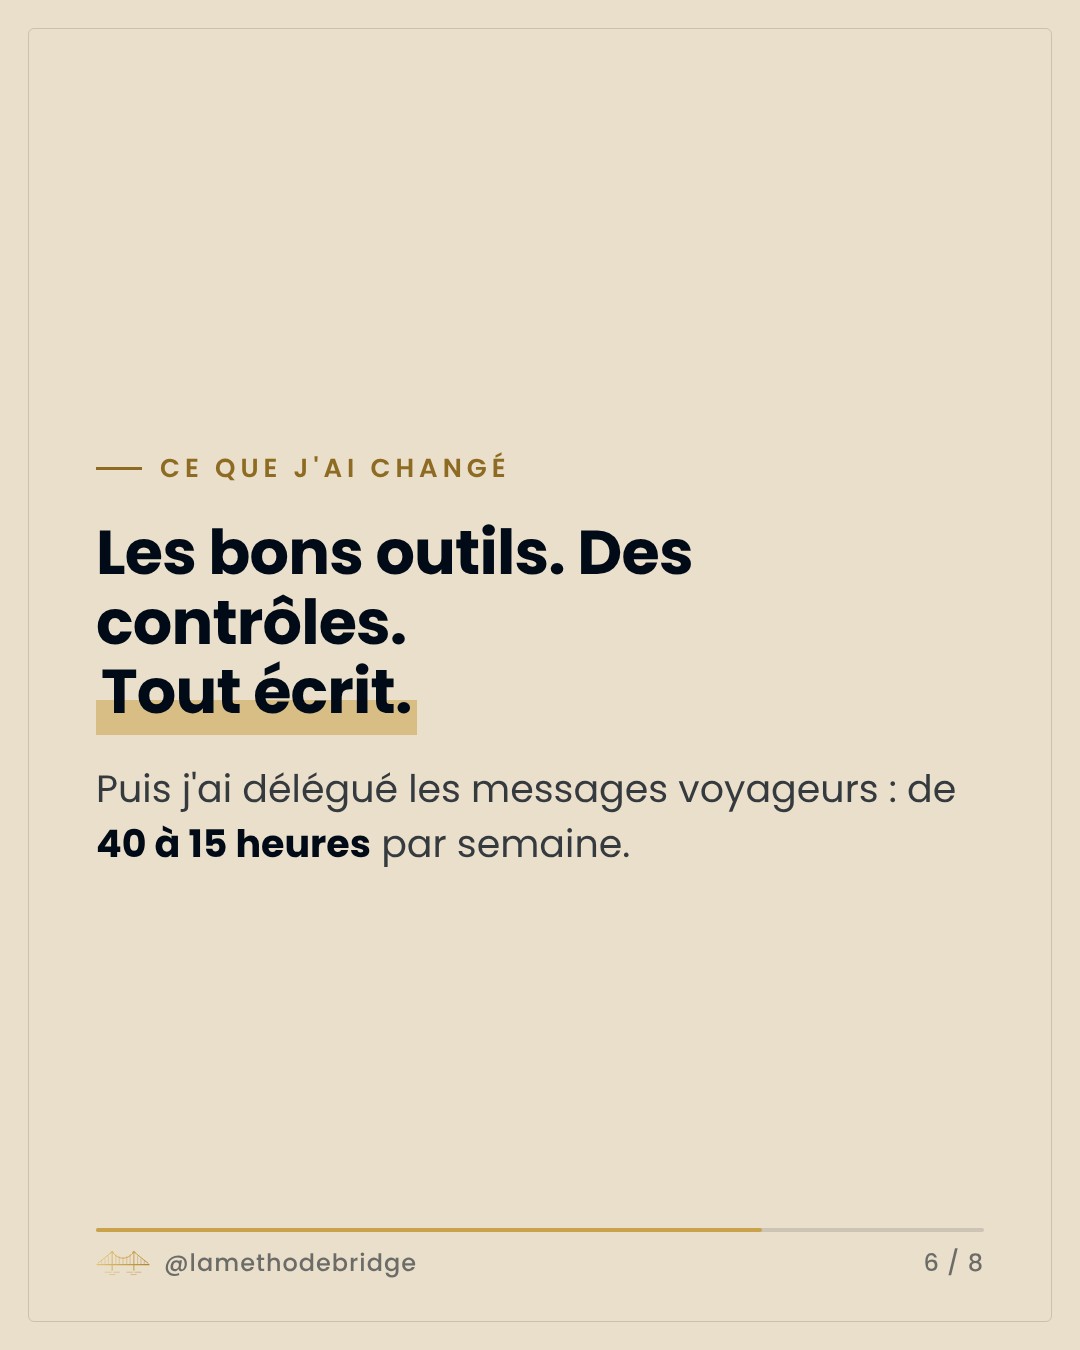 CE QUE J'AI CHANGÉ
Les bons outils. Des
contrôles.
Tout écrit.
Puis j'ai délégué les messages voyageurs : de
40 à 15 heures par semaine.
@lamethodebridge
6 / 8